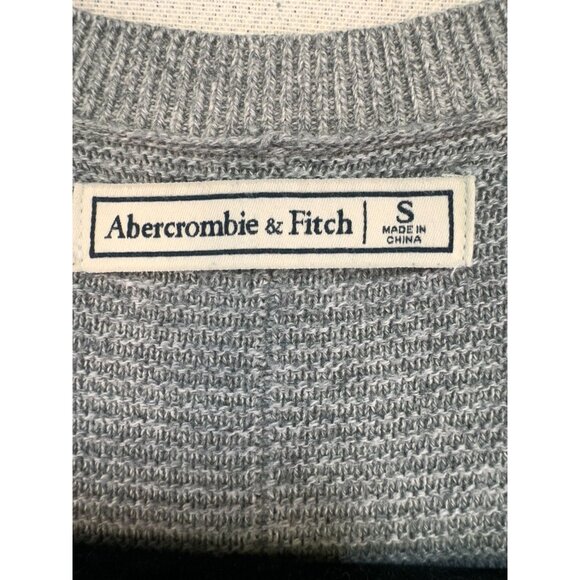 Abercrombie & Fitch
S
MADE IN
CHINA